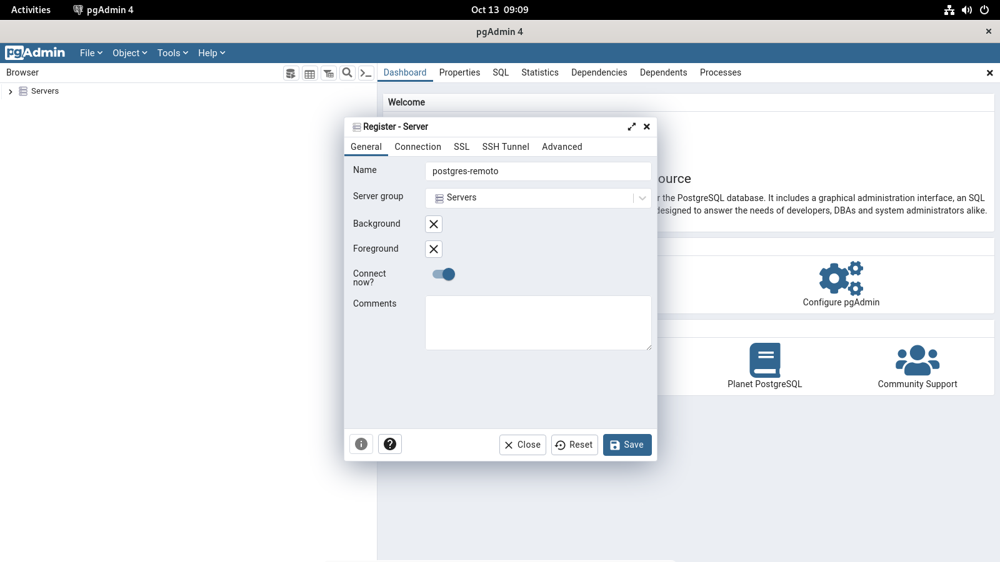 Activities
pgAdmin 4
Oct 13 09:09
pgAdmin 4
pgAdmin
File
Object
Tools
Help
Browser
Dashboard
Properties
SQL
Statistics
Dependencies
Dependents
Processes
Servers
Welcome
Register - Server
General
Connection
SSL
SSH Tunnel
Advanced
Name
postgres-remoto
Server group
Servers
Background
Foreground
Connect
now?
Comments
Close
Reset
Save
ource
r the PostgreSQL database. It includes a graphical administration interface, an SQL
designed to answer the needs of developers, DBAs and system administrators alike.
Configure pgAdmin
Planet PostgreSQL
Community Support